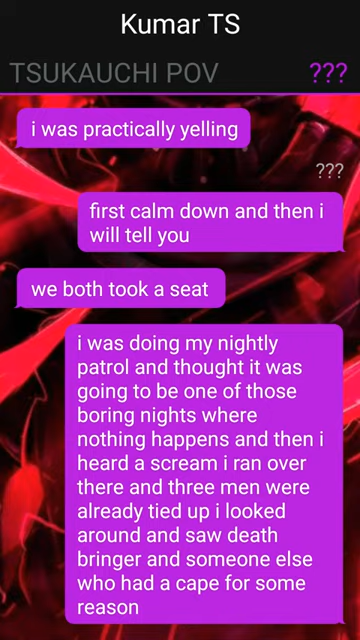 Kumar TS
TSUKAUCHI POV
???
i was practically yelling
???
first calm down and then i
will tell you
we both took a seat
i was doing my nightly
patrol and thought it was
going to be one of those
boring nights where
nothing happens and then i
heard a scream i ran over
there and three men were
already tied up i looked
around and saw death
bringer and someone else
who had a cape for some
reason